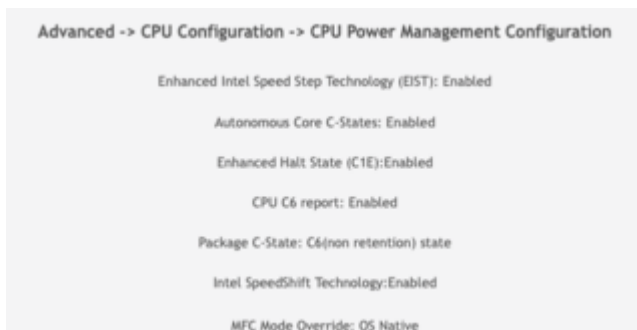 Advanced -> CPU Configuration -> CPU Power Management Configuration
Enhanced Intel Speed Step Technology (EIST): Enabled
Autonomous Core C-States: Enabled
Enhanced Halt State (C1E):Enabled
CPU C6 report: Enabled
Package C-State: C6(non retention) state
Intel SpeedShift Technology:Enabled
MFC Mode Override: OS Native